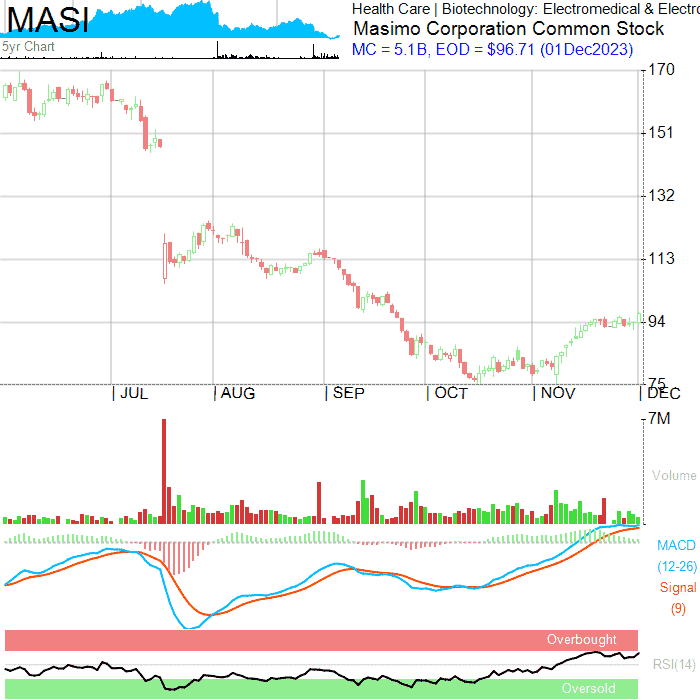 MASI
5yr Chart
Health Care | Biotechnology: Electromedical & Electro
Masimo Corporation Common Stock
MC = 5.1B, EOD = $96.71 (01Dec2023)
170
151
132
113
94
75
| JUL | AUG | SEP | OCT | NOV | DEC
7M
Volume
MACD
(12-26)
Signal
(9)
Overbought
RSI(14)
Oversold